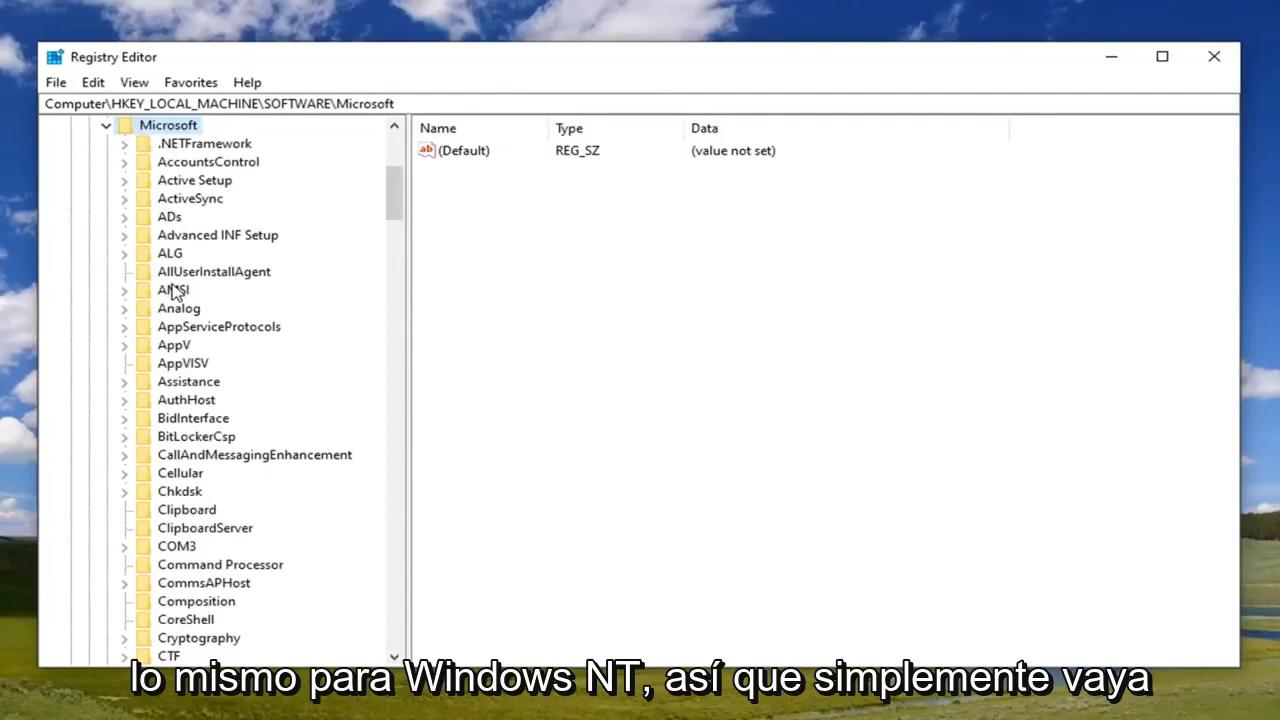 Registry Editor
File Edit View Favorites Help
Computer\HKEY_LOCAL_MACHINE\SOFTWARE\Microsoft
Microsoft
.NETFramework
AccountsControl
Active Setup
ActiveSync
ADs
Advanced INF Setup
ALG
AllUserInstallAgent
AMSI
Analog
AppServiceProtocols
AppV
AppVISV
Assistance
AuthHost
BidInterface
BitLockerCsp
CallAndMessagingEnhancement
Cellular
Chkdsk
Clipboard
ClipboardServer
COM3
Command Processor
CommsAPHost
Composition
CoreShell
Cryptography
CTF
Name Type Data
ab (Default) REG_SZ (value not set)
lo mismo para Windows NT, así que simplemente vaya